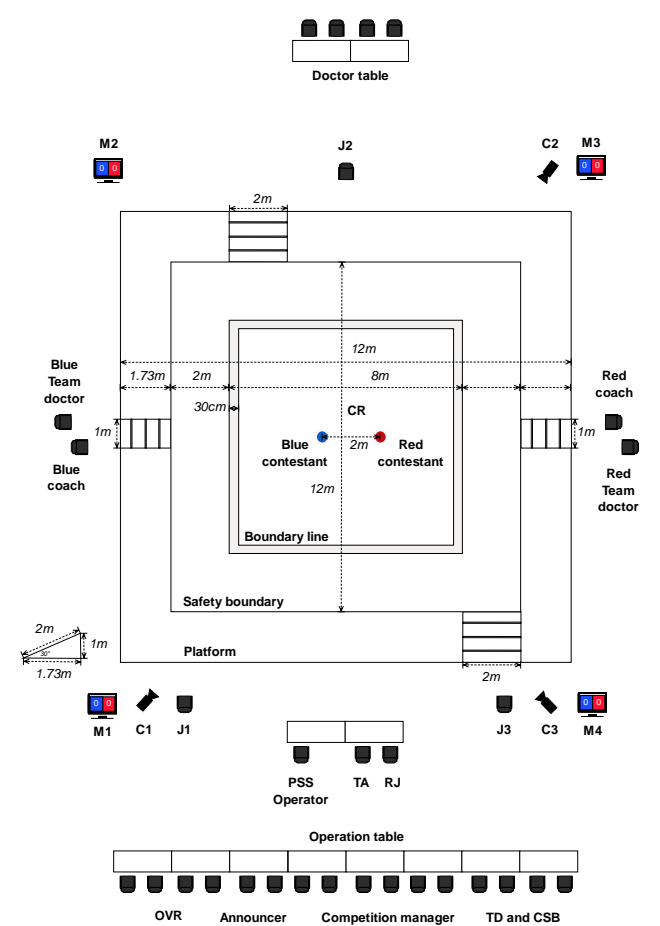 Doctor table
M2
J2
C2
M3
0 0
0 0
2m
12m
1.73m
2m
8m
30cm
Blue
Team
doctor
1m
Blue
coach
CR
Blue
contestant
2m
Red
contestant
12m
Red
coach
1m
Red
Team
doctor
Boundary line
Safety boundary
Platform
2m
1m
30°
1.73m
2m
0 0
0 0
M1
C1
J1
J3
C3
M4
PSS
Operator
TA
RJ
Operation table
OVR
Announcer
Competition manager
TD and CSB